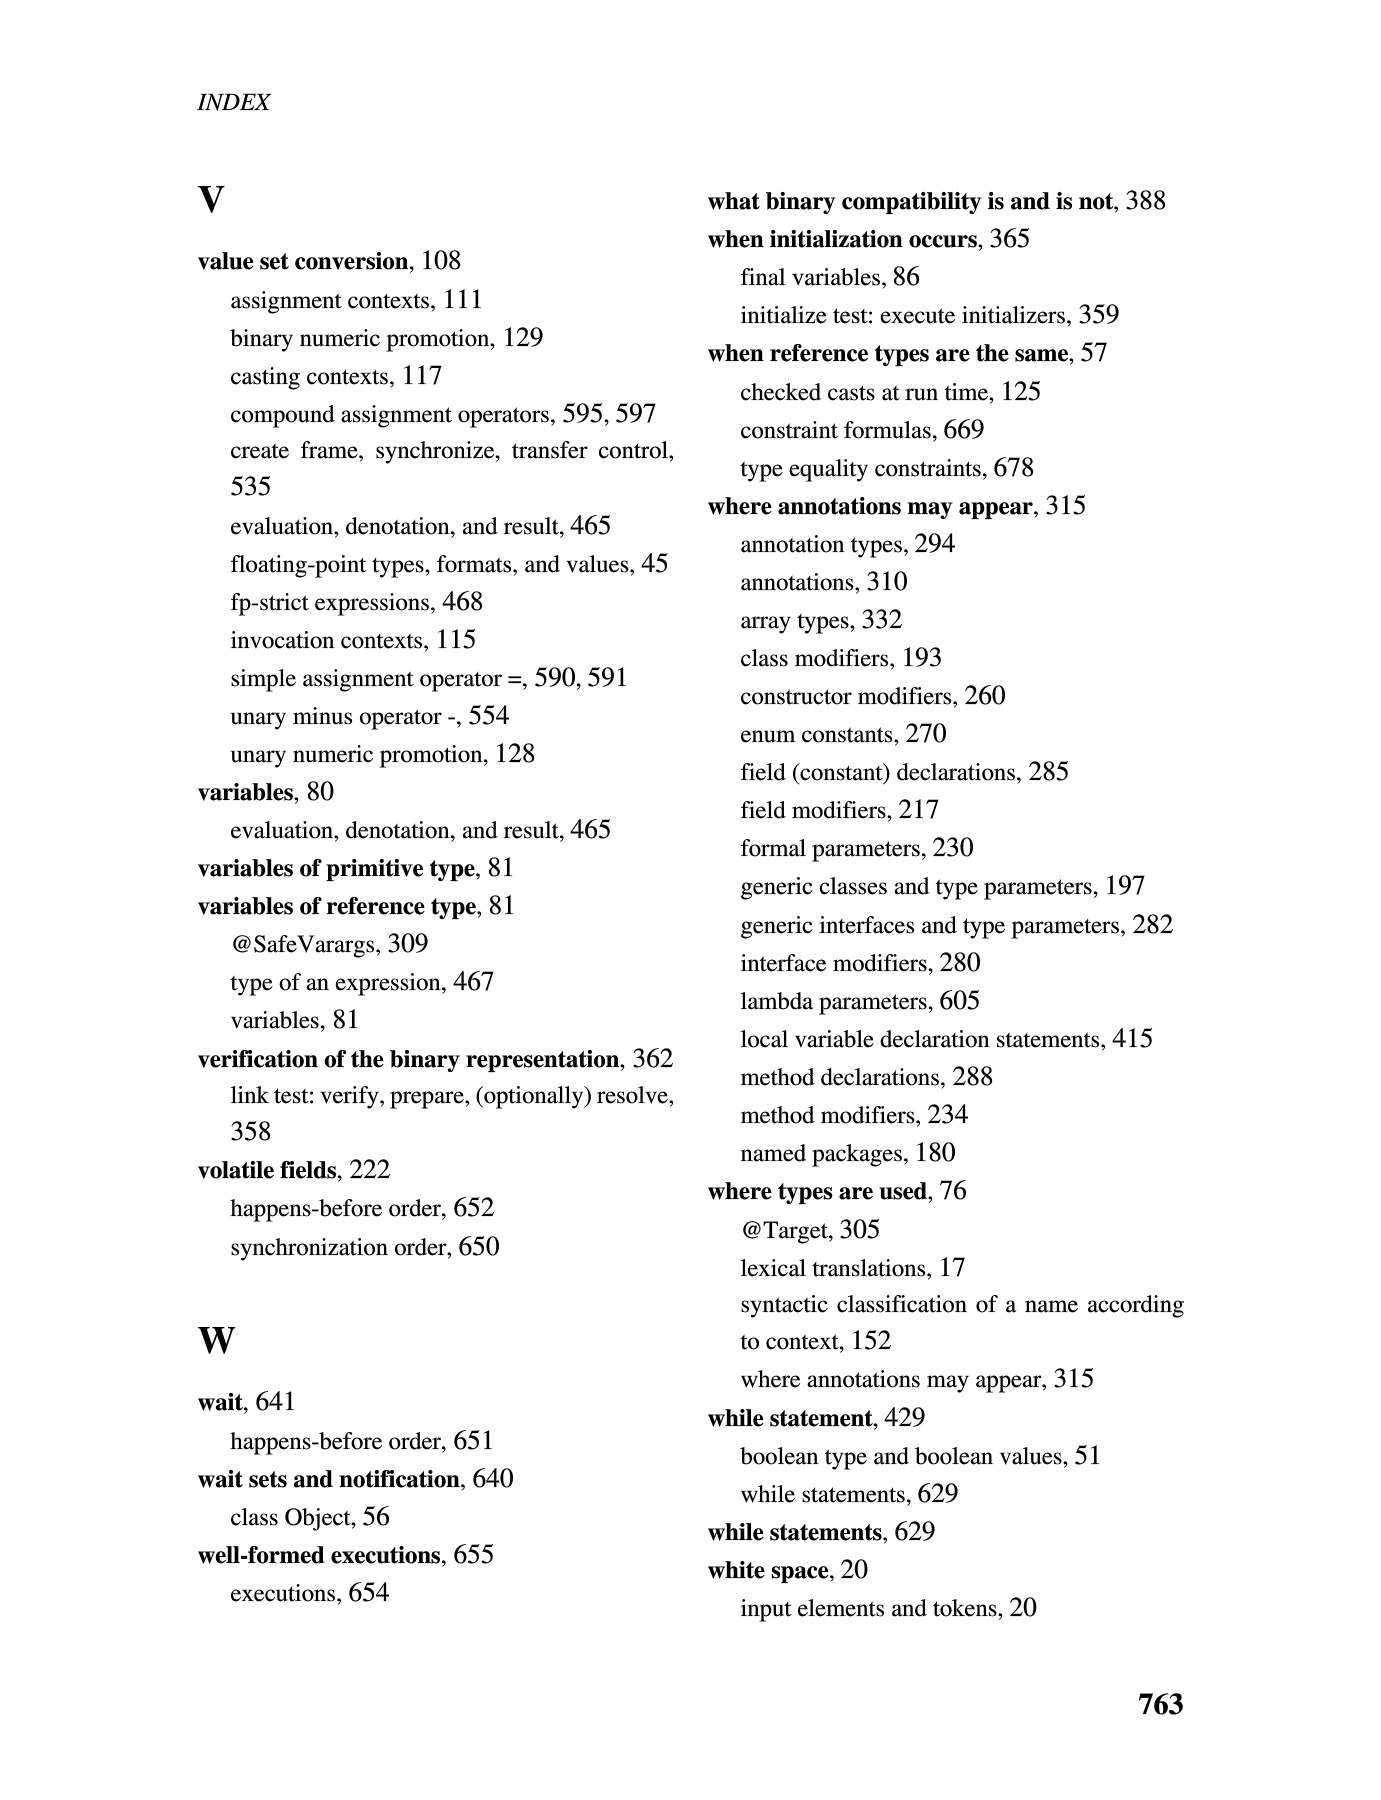 INDEX
V
value set conversion, 108
assignment contexts, 111
binary numeric promotion, 129
casting contexts, 117
compound assignment operators, 595, 597
create frame, synchronize, transfer control,
535
evaluation, denotation, and result, 465
floating-point types, formats, and values, 45
fp-strict expressions, 468
invocation contexts, 115
simple assignment operator =, 590, 591
unary minus operator -, 554
unary numeric promotion, 128
variables, 80
evaluation, denotation, and result, 465
variables of primitive type, 81
variables of reference type, 81
@SafeVarargs, 309
type of an expression, 467
variables, 81
verification of the binary representation, 362
link test: verify, prepare, (optionally) resolve,
358
volatile fields, 222
happens-before order, 652
synchronization order, 650
W
wait, 641
happens-before order, 651
wait sets and notification, 640
class Object, 56
well-formed executions, 655
executions, 654
what binary compatibility is and is not, 388
when initialization occurs, 365
final variables, 86
initialize test: execute initializers, 359
when reference types are the same, 57
checked casts at run time, 125
constraint formulas, 669
type equality constraints, 678
where annotations may appear, 315
annotation types, 294
annotations, 310
array types, 332
class modifiers, 193
constructor modifiers, 260
enum constants, 270
field (constant) declarations, 285
field modifiers, 217
formal parameters, 230
generic classes and type parameters, 197
generic interfaces and type parameters, 282
interface modifiers, 280
lambda parameters, 605
local variable declaration statements, 415
method declarations, 288
method modifiers, 234
named packages, 180
where types are used, 76
@Target, 305
lexical translations, 17
syntactic classification of a name according
to context, 152
where annotations may appear, 315
while statement, 429
boolean type and boolean values, 51
while statements, 629
while statements, 629
white space, 20
input elements and tokens, 20
763